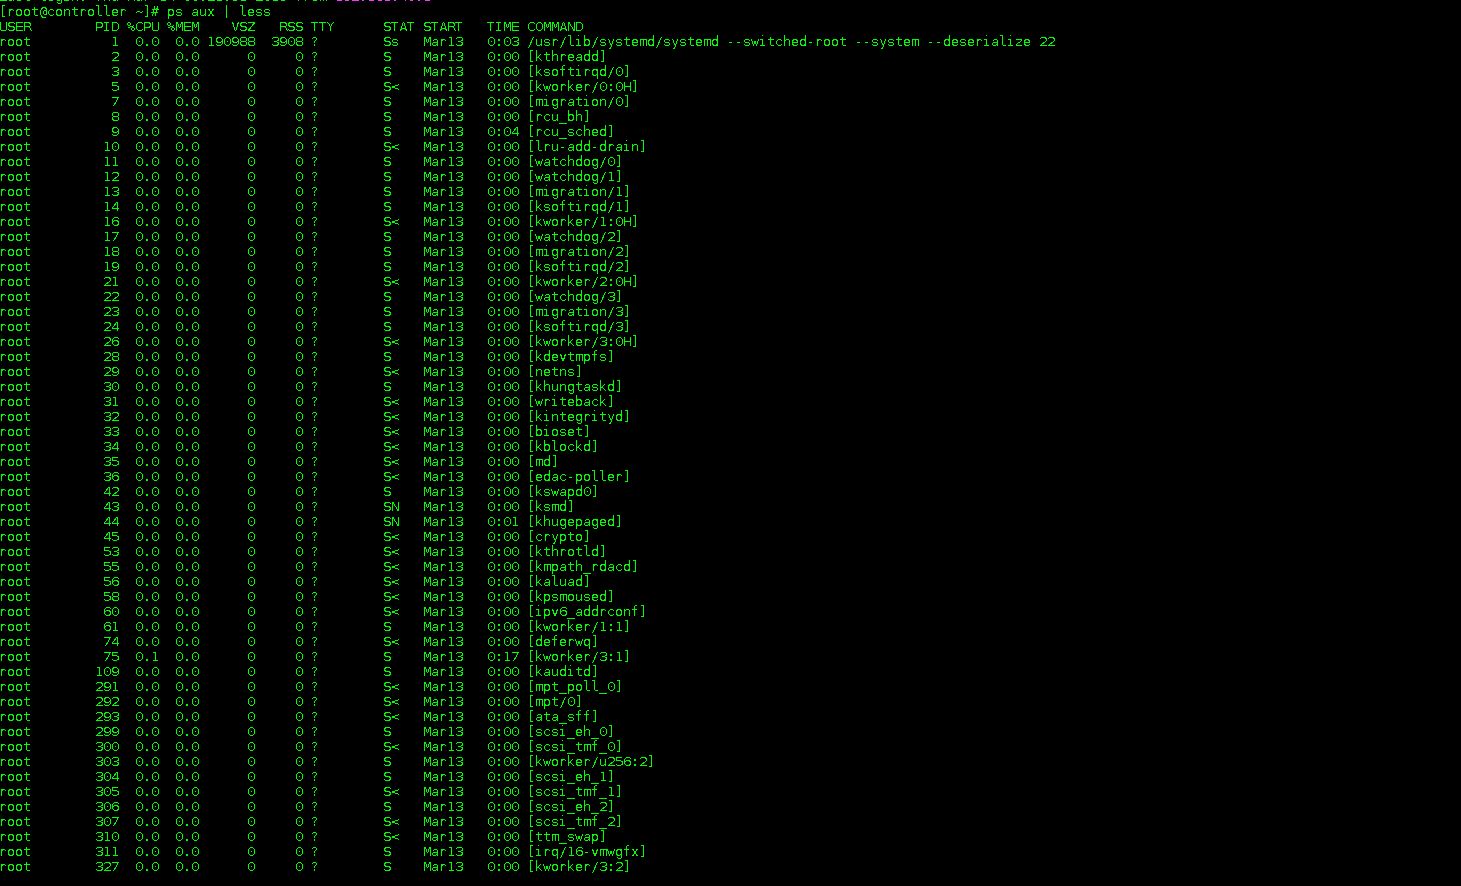 [root@controller ~]# ps aux | less
USER PID %CPU %MEM VSZ RSS TTY STAT START TIME COMMAND
root 1 0.0 0.0 190988 3908 ? Ss Mar13 0:03 /usr/lib/systemd/systemd --switched-root --system --deserialize 22
root 2 0.0 0.0 0 0 ? S Mar13 0:00 [kthreadd]
root 3 0.0 0.0 0 0 ? S Mar13 0:00 [ksoftirqd/0]
root 5 0.0 0.0 0 0 ? S< Mar13 0:00 [kworker/0:0H]
root 7 0.0 0.0 0 0 ? S Mar13 0:00 [migration/0]
root 8 0.0 0.0 0 0 ? S Mar13 0:00 [rcu_bh]
root 9 0.0 0.0 0 0 ? S Mar13 0:04 [rcu_sched]
root 10 0.0 0.0 0 0 ? S< Mar13 0:00 [lru-add-drain]
root 11 0.0 0.0 0 0 ? S Mar13 0:00 [watchdog/0]
root 12 0.0 0.0 0 0 ? S Mar13 0:00 [watchdog/1]
root 13 0.0 0.0 0 0 ? S Mar13 0:00 [migration/1]
root 14 0.0 0.0 0 0 ? S Mar13 0:00 [ksoftirqd/1]
root 16 0.0 0.0 0 0 ? S< Mar13 0:00 [kworker/1:0H]
root 17 0.0 0.0 0 0 ? S Mar13 0:00 [watchdog/2]
root 18 0.0 0.0 0 0 ? S Mar13 0:00 [migration/2]
root 19 0.0 0.0 0 0 ? S Mar13 0:00 [ksoftirqd/2]
root 21 0.0 0.0 0 0 ? S< Mar13 0:00 [kworker/2:0H]
root 22 0.0 0.0 0 0 ? S Mar13 0:00 [watchdog/3]
root 23 0.0 0.0 0 0 ? S Mar13 0:00 [migration/3]
root 24 0.0 0.0 0 0 ? S Mar13 0:00 [ksoftirqd/3]
root 26 0.0 0.0 0 0 ? S< Mar13 0:00 [kworker/3:0H]
root 28 0.0 0.0 0 0 ? S Mar13 0:00 [kdevtmpfs]
root 29 0.0 0.0 0 0 ? S< Mar13 0:00 [netns]
root 30 0.0 0.0 0 0 ? S Mar13 0:00 [khungtaskd]
root 31 0.0 0.0 0 0 ? S< Mar13 0:00 [writeback]
root 32 0.0 0.0 0 0 ? S< Mar13 0:00 [kintegrityd]
root 33 0.0 0.0 0 0 ? S< Mar13 0:00 [bioset]
root 34 0.0 0.0 0 0 ? S< Mar13 0:00 [kblockd]
root 35 0.0 0.0 0 0 ? S< Mar13 0:00 [md]
root 36 0.0 0.0 0 0 ? S< Mar13 0:00 [edac-poller]
root 42 0.0 0.0 0 0 ? S Mar13 0:00 [kswapd0]
root 43 0.0 0.0 0 0 ? SN Mar13 0:00 [ksmd]
root 44 0.0 0.0 0 0 ? SN Mar13 0:01 [khugepaged]
root 45 0.0 0.0 0 0 ? S< Mar13 0:00 [crypto]
root 53 0.0 0.0 0 0 ? S< Mar13 0:00 [kthrotld]
root 55 0.0 0.0 0 0 ? S< Mar13 0:00 [kmpath_rdacd]
root 56 0.0 0.0 0 0 ? S< Mar13 0:00 [kaluad]
root 58 0.0 0.0 0 0 ? S< Mar13 0:00 [kpsmoused]
root 60 0.0 0.0 0 0 ? S< Mar13 0:00 [ipv6_addrconf]
root 61 0.0 0.0 0 0 ? S Mar13 0:00 [kworker/1:1]
root 74 0.0 0.0 0 0 ? S< Mar13 0:00 [deferwq]
root 75 0.1 0.0 0 0 ? S Mar13 0:17 [kworker/3:1]
root 109 0.0 0.0 0 0 ? S Mar13 0:00 [kauditd]
root 291 0.0 0.0 0 0 ? S< Mar13 0:00 [mpt_poll_0]
root 292 0.0 0.0 0 0 ? S< Mar13 0:00 [mpt/0]
root 293 0.0 0.0 0 0 ? S< Mar13 0:00 [ata_sff]
root 299 0.0 0.0 0 0 ? S Mar13 0:00 [scsi_eh_0]
root 300 0.0 0.0 0 0 ? S< Mar13 0:00 [scsi_tmf_0]
root 303 0.0 0.0 0 0 ? S Mar13 0:00 [kworker/u256:2]
root 304 0.0 0.0 0 0 ? S Mar13 0:00 [scsi_eh_1]
root 305 0.0 0.0 0 0 ? S< Mar13 0:00 [scsi_tmf_1]
root 306 0.0 0.0 0 0 ? S Mar13 0:00 [scsi_eh_2]
root 307 0.0 0.0 0 0 ? S< Mar13 0:00 [scsi_tmf_2]
root 310 0.0 0.0 0 0 ? S< Mar13 0:00 [ttm_swap]
root 311 0.0 0.0 0 0 ? S Mar13 0:00 [irq/16-vmwgfx]
root 327 0.0 0.0 0 0 ? S Mar13 0:00 [kworker/3:2]